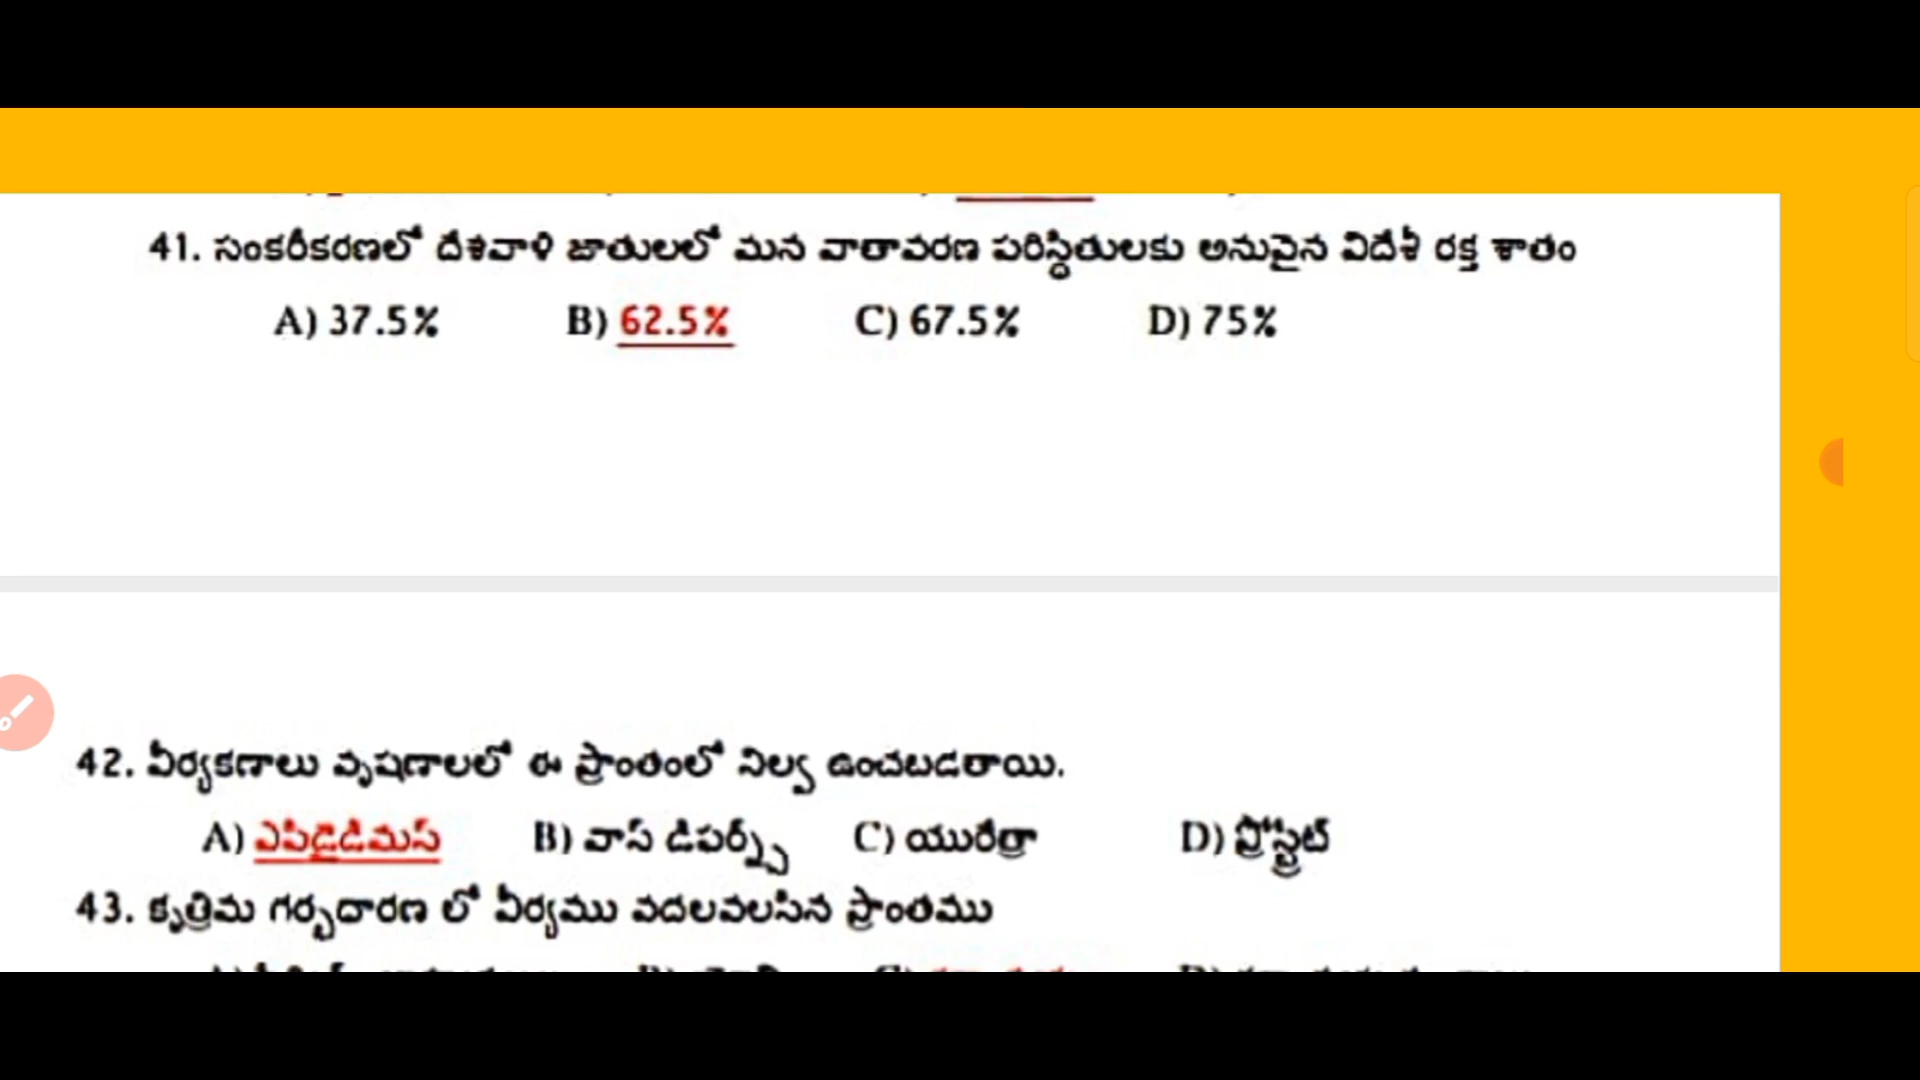 41. సంకరీకరణలో దేశవాళి జాతులలో మన వాతావరణ పరిస్థితులకు అనువైన విదేశీ రక్త శాతం
A) 37.5% B) 62.5% C) 67.5% D) 75%
42. వీర్యకణాలు వృషణాలలో ఈ ప్రాంతంలో నిల్వ ఉంచబడతాయి.
A) ఎపిడైడిమస్ B) వాస్ డిఫర్న్స్ C) యురేత్రా D) ప్రోస్టేట్
43. కృత్రిమ గర్భదారణ లో వీర్యము వదలవలసిన ప్రాంతము